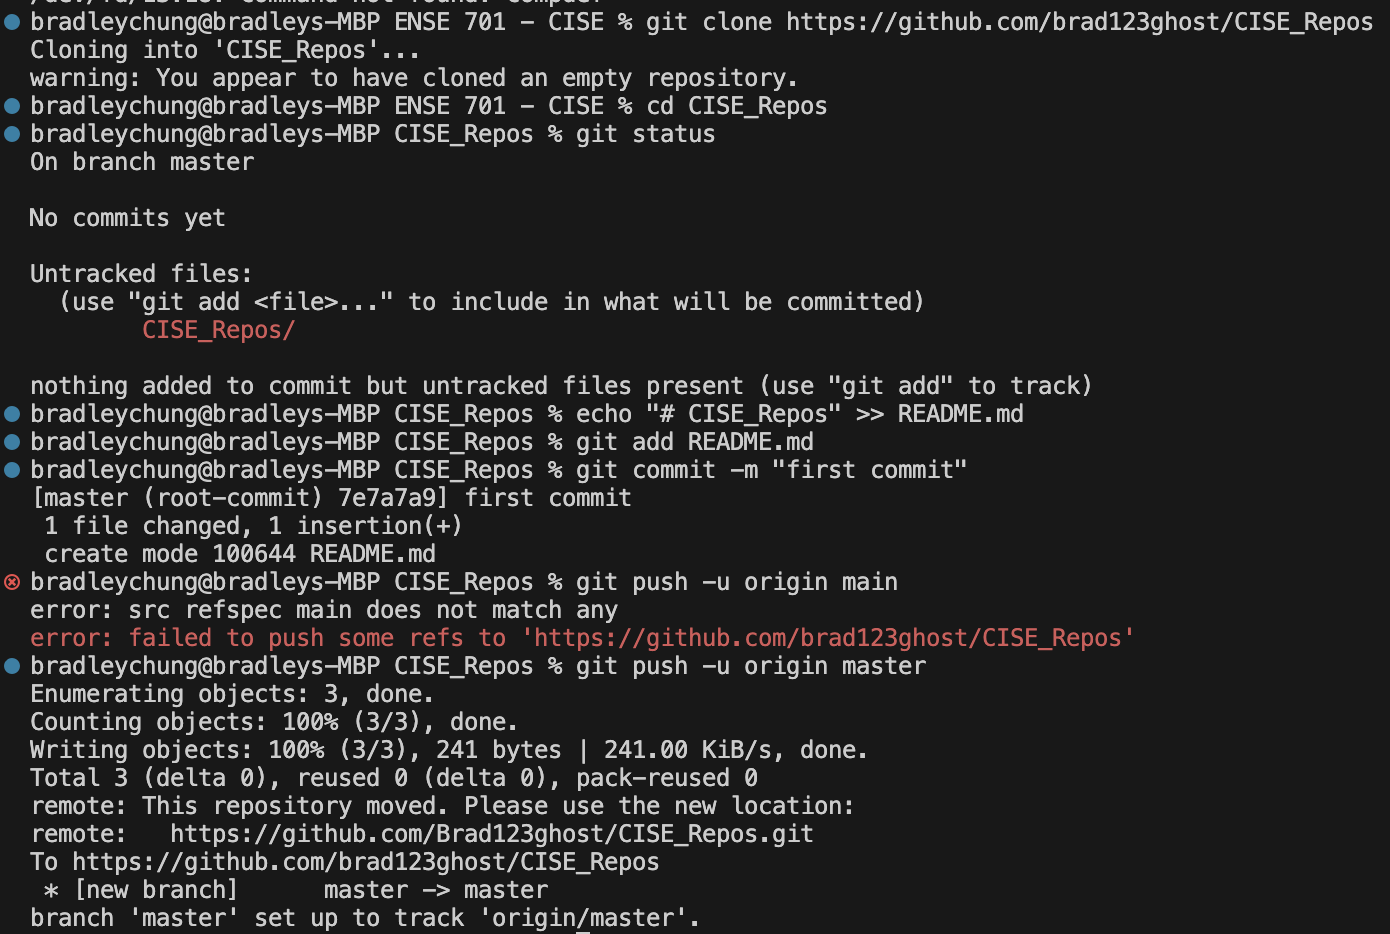 bradleychung@bradleys-MBP ENSE 701 - CISE % git clone https://github.com/brad123ghost/CISE_Repos
Cloning into 'CISE_Repos'...
warning: You appear to have cloned an empty repository.
bradleychung@bradleys-MBP ENSE 701 - CISE % cd CISE_Repos
bradleychung@bradleys-MBP CISE_Repos % git status
On branch master
No commits yet
Untracked files:
  (use "git add <file>..." to include in what will be committed)
        CISE_Repos/
nothing added to commit but untracked files present (use "git add" to track)
bradleychung@bradleys-MBP CISE_Repos % echo "# CISE_Repos" >> README.md
bradleychung@bradleys-MBP CISE_Repos % git add README.md
bradleychung@bradleys-MBP CISE_Repos % git commit -m "first commit"
[master (root-commit) 7e7a7a9] first commit
 1 file changed, 1 insertion(+)
 create mode 100644 README.md
bradleychung@bradleys-MBP CISE_Repos % git push -u origin main
error: src refspec main does not match any
error: failed to push some refs to 'https://github.com/brad123ghost/CISE_Repos'
bradleychung@bradleys-MBP CISE_Repos % git push -u origin master
Enumerating objects: 3, done.
Counting objects: 100% (3/3), done.
Writing objects: 100% (3/3), 241 bytes | 241.00 KiB/s, done.
Total 3 (delta 0), reused 0 (delta 0), pack-reused 0
remote: This repository moved. Please use the new location:
remote:   https://github.com/Brad123ghost/CISE_Repos.git
To https://github.com/brad123ghost/CISE_Repos
 * [new branch]      master -> master
branch 'master' set up to track 'origin/master'.